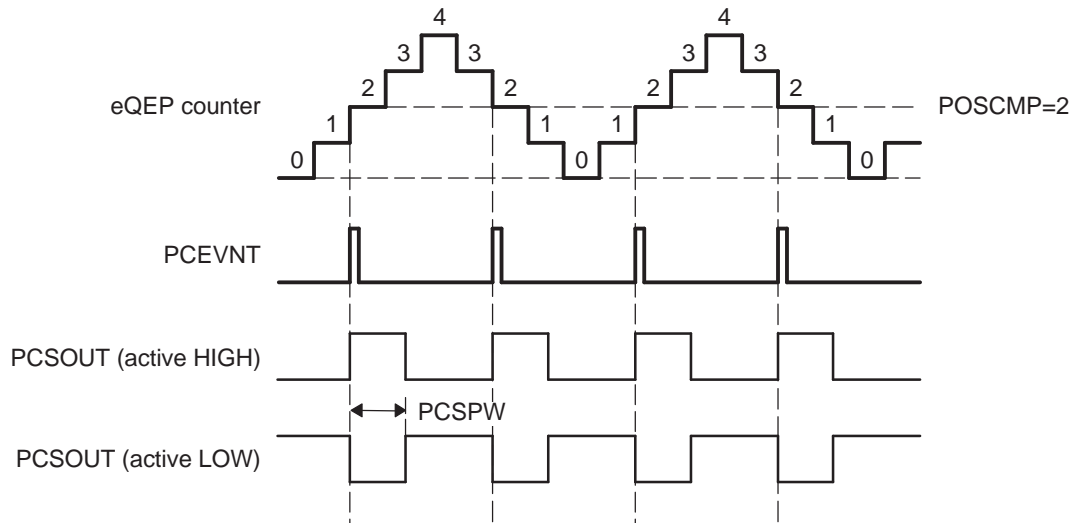 4 4
3 3 3 3
2 2 2 2
eQEP counter POSCMP=2
1 1 1 1
0 0 0
PCEVNT
PCSOUT (active HIGH)
PCSPW
PCSOUT (active LOW)